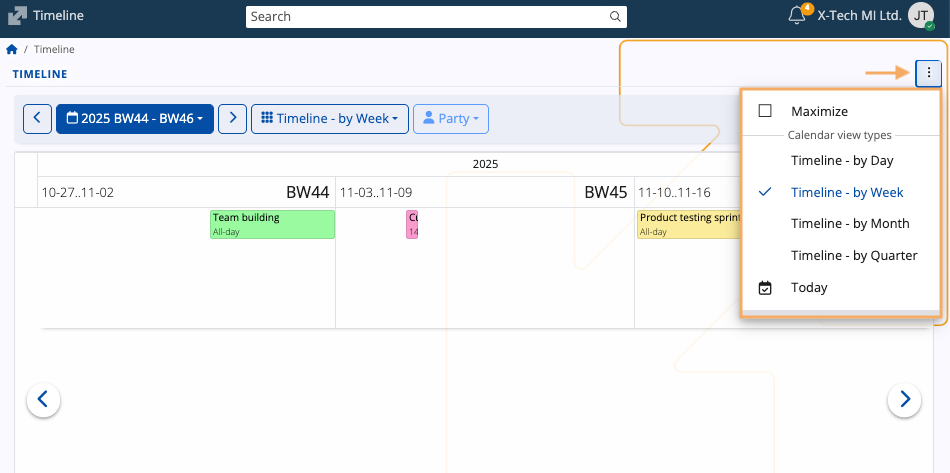 Timeline
Search
4
X-Tech MI Ltd.
JT
/ Timeline
TIMELINE
2025 BW44 - BW46
Timeline - by Week
Party
Maximize
Calendar view types
Timeline - by Day
Timeline - by Week
Timeline - by Month
Timeline - by Quarter
Today
2025
10-27..11-02 BW44
11-03..11-09 BW45
11-10..11-16
Team building
All-day
14
Product testing sprint
All-day